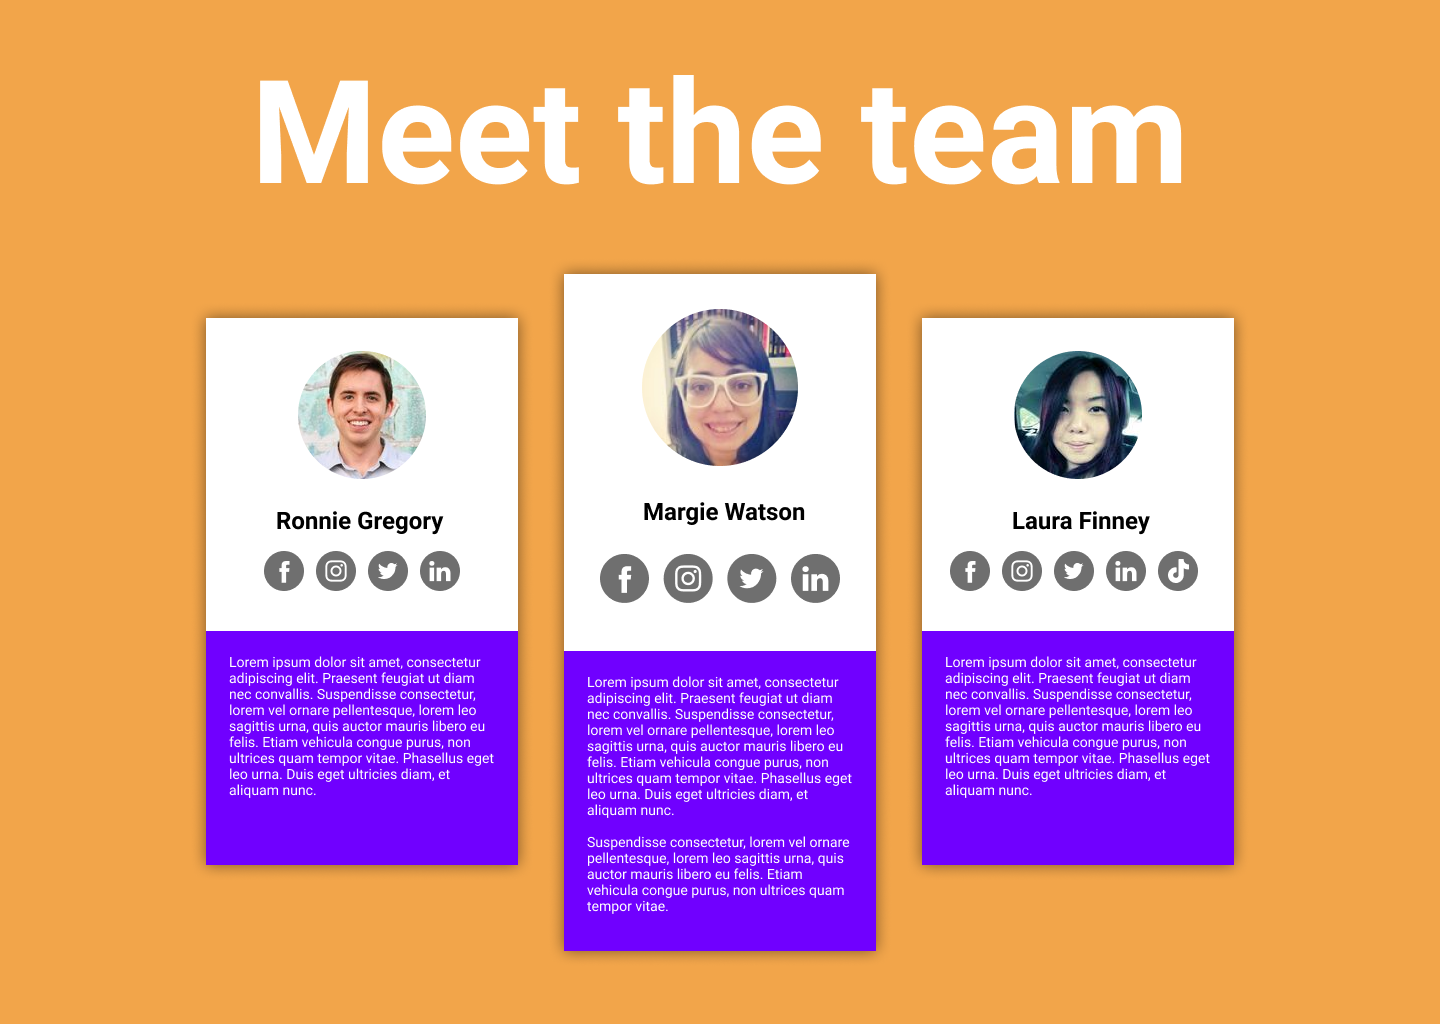 Meet the team
Ronnie Gregory
Lorem ipsum dolor sit amet, consectetur
adipiscing elit. Praesent feugiat ut diam
nec convallis. Suspendisse consectetur,
lorem vel ornare pellentesque, lorem leo
sagittis urna, quis auctor mauris libero eu
felis. Etiam vehicula congue purus, non
ultrices quam tempor vitae. Phasellus eget
leo urna. Duis eget ultricies diam, et
aliquam nunc.
Margie Watson
Lorem ipsum dolor sit amet, consectetur
adipiscing elit. Praesent feugiat ut diam
nec convallis. Suspendisse consectetur,
lorem vel ornare pellentesque, lorem leo
sagittis urna, quis auctor mauris libero eu
felis. Etiam vehicula congue purus, non
ultrices quam tempor vitae. Phasellus eget
leo urna. Duis eget ultricies diam, et
aliquam nunc.
Suspendisse consectetur, lorem vel ornare
pellentesque, lorem leo sagittis urna, quis
auctor mauris libero eu felis. Etiam
vehicula congue purus, non ultrices quam
tempor vitae.
Laura Finney
Lorem ipsum dolor sit amet, consectetur
adipiscing elit. Praesent feugiat ut diam
nec convallis. Suspendisse consectetur,
lorem vel ornare pellentesque, lorem leo
sagittis urna, quis auctor mauris libero eu
felis. Etiam vehicula congue purus, non
ultrices quam tempor vitae. Phasellus eget
leo urna. Duis eget ultricies diam, et
aliquam nunc.